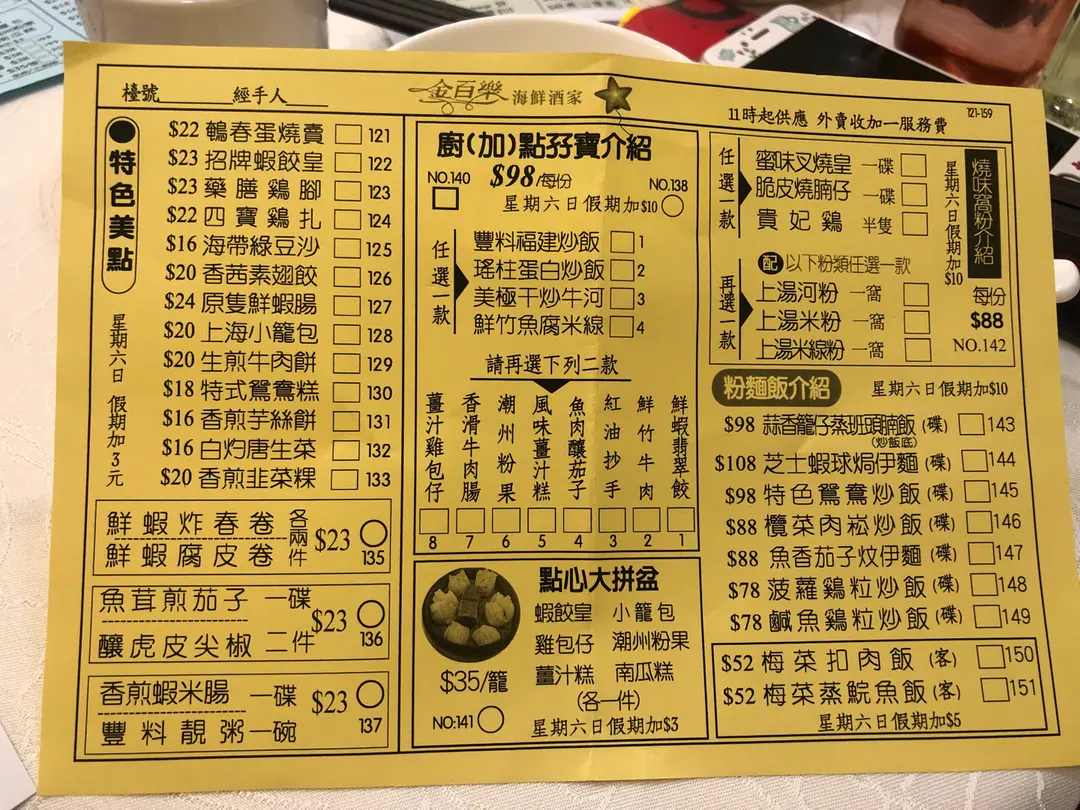 檯號 經手人
金百樂 海鮮酒家
11時起供應 外賣收加一服務費
121-159
特色美點
星期六日 假期加3元
$22 鵪春蛋燒賣 121
$23 招牌蝦餃皇 122
$23 藥膳鷄腳 123
$22 四寶鷄扎 124
$16 海帶綠豆沙 125
$20 香茜素翅餃 126
$24 原隻鮮蝦腸 127
$20 上海小籠包 128
$20 生煎牛肉餅 129
$18 特式鴛鴦糕 130
$16 香煎芋絲餅 131
$16 白灼唐生菜 132
$20 香煎韭菜粿 133
鮮蝦炸春卷
鮮蝦腐皮卷
各兩件 $23 135
魚茸煎茄子 一碟
釀虎皮尖椒 二件
$23 136
香煎蝦米腸 一碟
豐料靚粥 一碗
$23 137
廚(加)點孖寶介紹
NO.140 $98/每份 NO.138
星期六日假期加$10
任選一款
豐料福建炒飯 1
瑤柱蛋白炒飯 2
美極干炒牛河 3
鮮竹魚腐米線 4
請再選下列二款
薑汁雞包仔 8
香滑牛肉腸 7
潮州粉果 6
風味薑汁糕 5
魚肉釀茄子 4
紅油抄手 3
鮮竹牛肉 2
鮮蝦翡翠餃 1
點心大拼盆
蝦餃皇 小籠包
雞包仔 潮州粉果
薑汁糕 南瓜糕
(各一件)
$35/籠
NO:141
星期六日假期加$3
燒味窩粉介紹
星期六日假期加$10
任選一款
蜜味叉燒皇 一碟
脆皮燒腩仔 一碟
貴妃鷄 半隻
配 以下粉類任選一款
再選一款
上湯河粉 一窩
上湯米粉 一窩
上湯米線粉 一窩
每份
$88
NO.142
粉麵飯介紹 星期六日假期加$10
$98 蒜香籠仔蒸班頭腩飯(碟) 143
(炒飯底)
$108 芝士蝦球焗伊麵(碟) 144
$98 特色鴛鴦炒飯(碟) 145
$88 欖菜肉崧炒飯(碟) 146
$88 魚香茄子炆伊麵(碟) 147
$78 菠蘿鷄粒炒飯(碟) 148
$78 鹹魚鷄粒炒飯(碟) 149
$52 梅菜扣肉飯(客) 150
$52 梅菜蒸鯇魚飯(客) 151
星期六日假期加$5